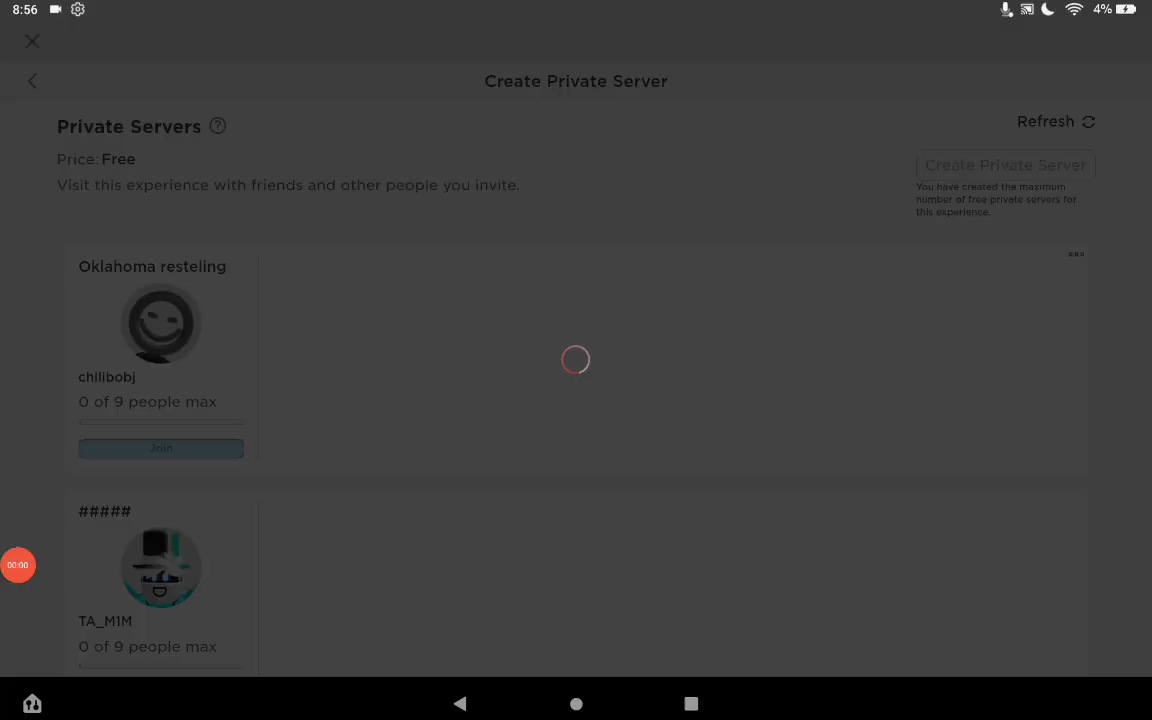 8:56
4%
Create Private Server
Private Servers
Refresh
Price: Free
Create Private Server
Visit this experience with friends and other people you invite.
You have created the maximum
number of free private servers for
this experience.
Oklahoma resteling
chilibobj
0 of 9 people max
Join
#####
00:00
TA_M1M
0 of 9 people max